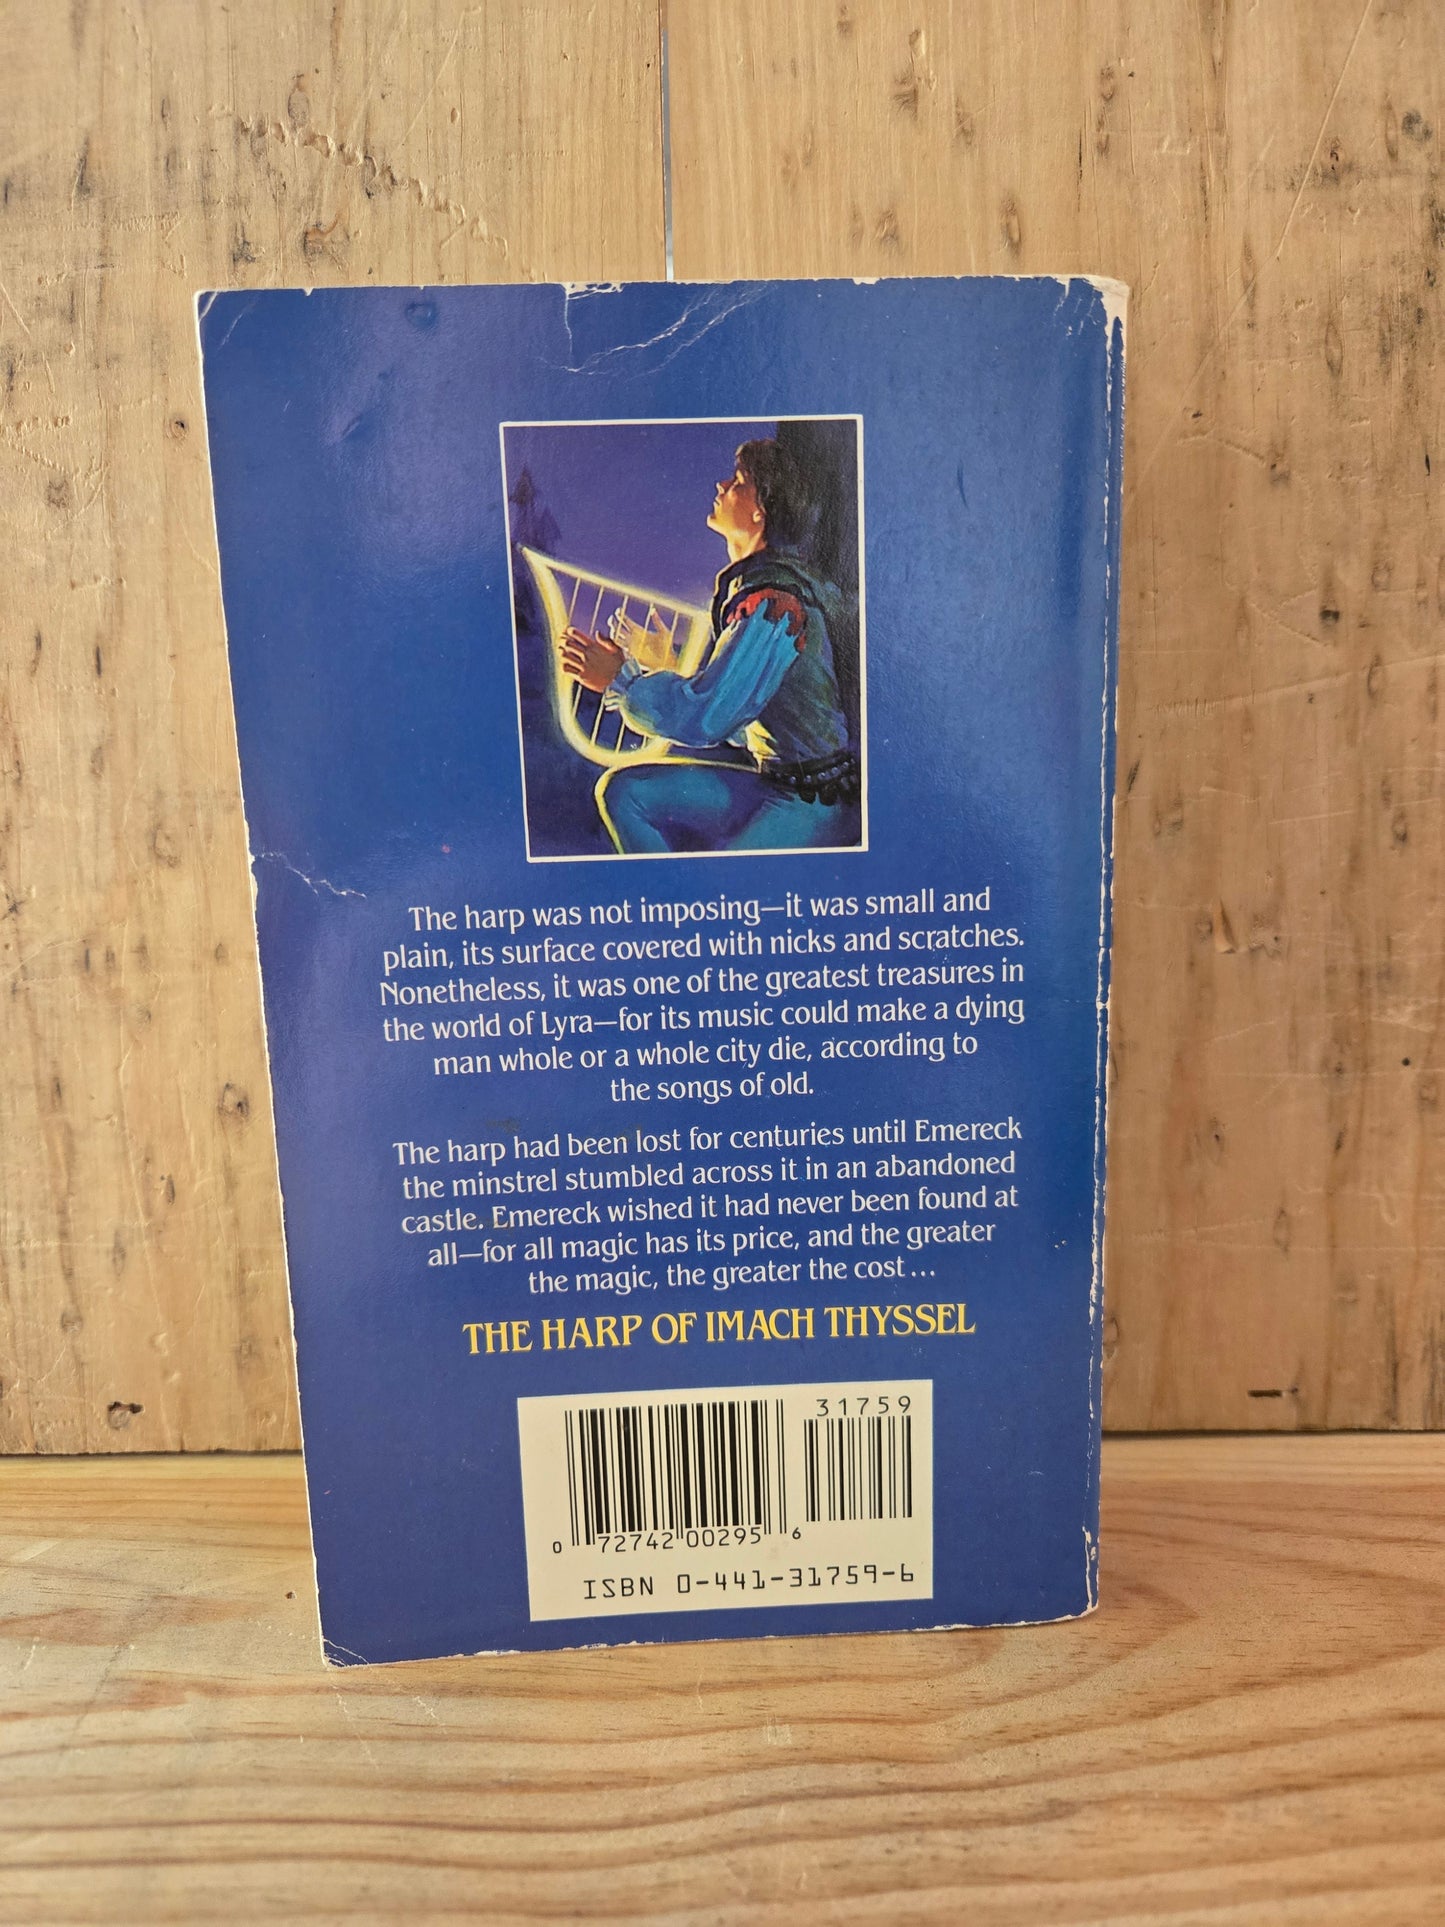 The harp was not imposing—it was small and
plain, its surface covered with nicks and scratches.
Nonetheless, it was one of the greatest treasures in
the world of Lyra—for its music could make a dying
man whole or a whole city die, according to
the songs of old.
The harp had been lost for centuries until Emereck
the minstrel stumbled across it in an abandoned
castle. Emereck wished it had never been found at
all—for all magic has its price, and the greater
the magic, the greater the cost...
THE HARP OF IMACH THYSSEL
31759
0 72742 00295 6
ISBN 0-441-31759-6